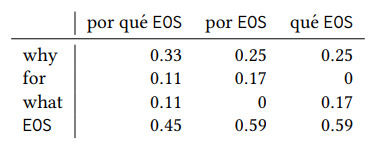 por qué EOS por EOS qué EOS
why 0.33 0.25 0.25
for 0.11 0.17 0
what 0.11 0 0.17
EOS 0.45 0.59 0.59